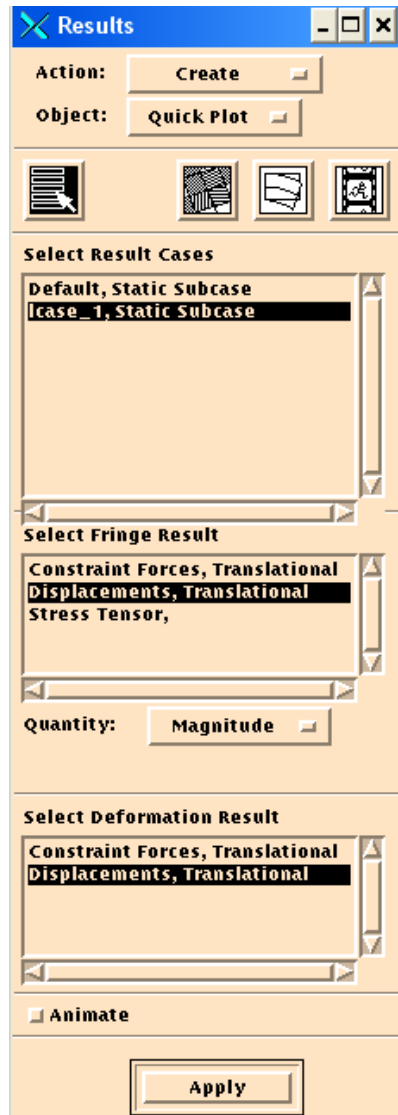 Results
Action: Create
Object: Quick Plot
Select Result Cases
Default, Static Subcase
lcase_1, Static Subcase
Select Fringe Result
Constraint Forces, Translational
Displacements, Translational
Stress Tensor,
Quantity: Magnitude
Select Deformation Result
Constraint Forces, Translational
Displacements, Translational
Animate
Apply